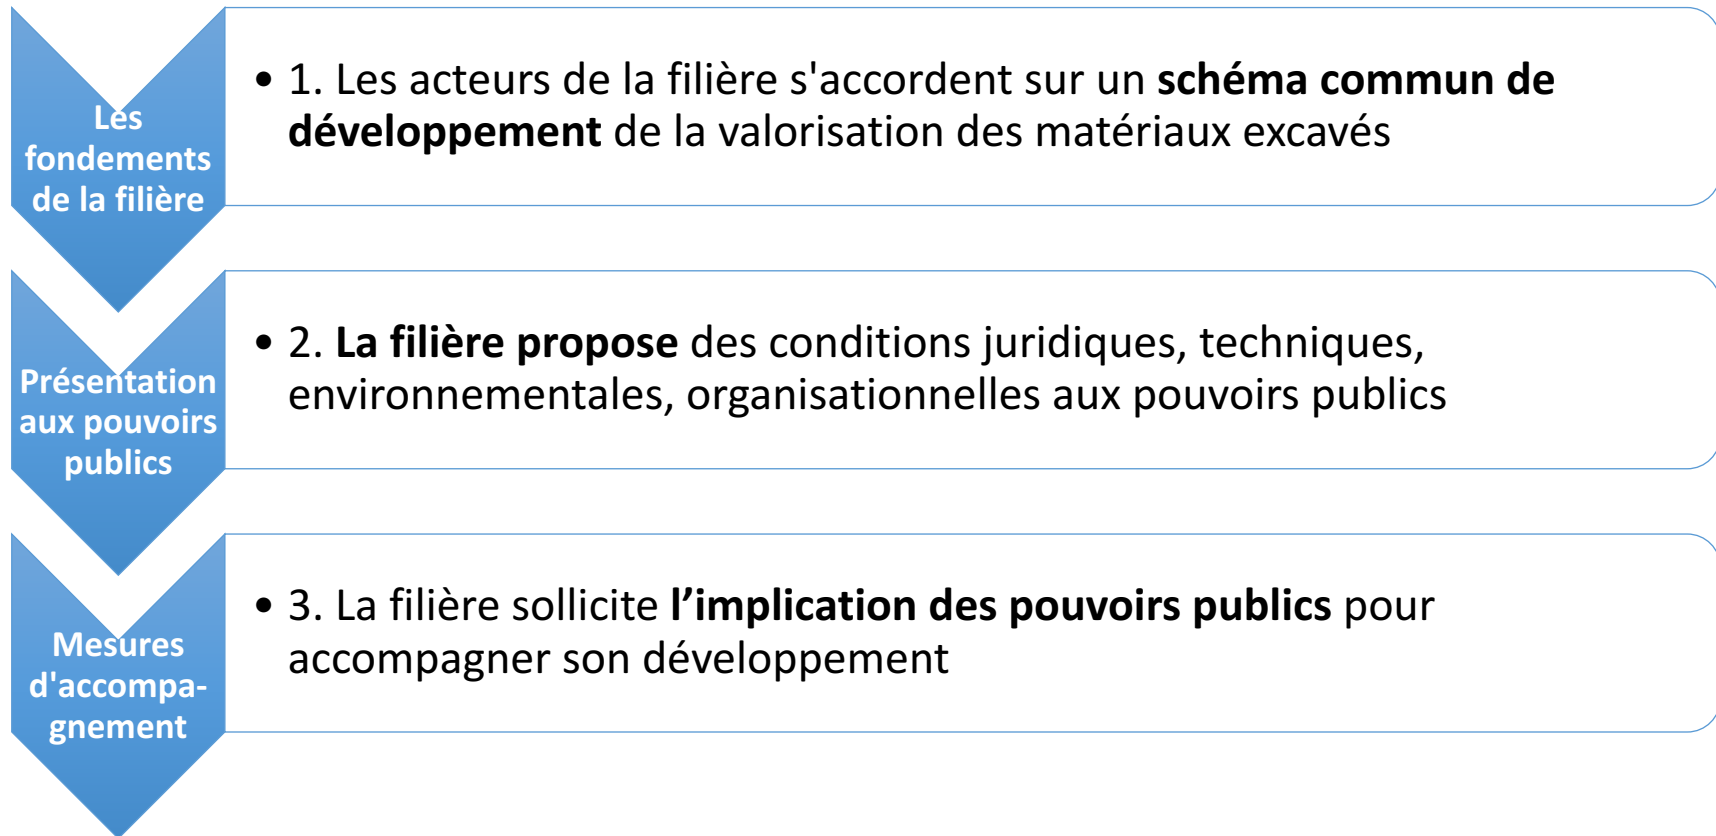 Les
fondements
de la filière
• 1. Les acteurs de la filière s'accordent sur un schéma commun de
développement de la valorisation des matériaux excavés
Présentation
aux pouvoirs
publics
• 2. La filière propose des conditions juridiques, techniques,
environnementales, organisationnelles aux pouvoirs publics
Mesures
d'accompa-
gnement
• 3. La filière sollicite l’implication des pouvoirs publics pour
accompagner son développement